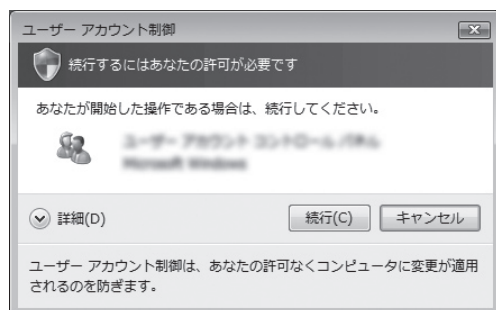 ユーザー アカウント制御
続行するにはあなたの許可が必要です
あなたが開始した操作である場合は、続行してください。
詳細(D)
続行(C)
キャンセル
ユーザー アカウント制御は、あなたの許可なくコンピュータに変更が適用
されるのを防ぎます。